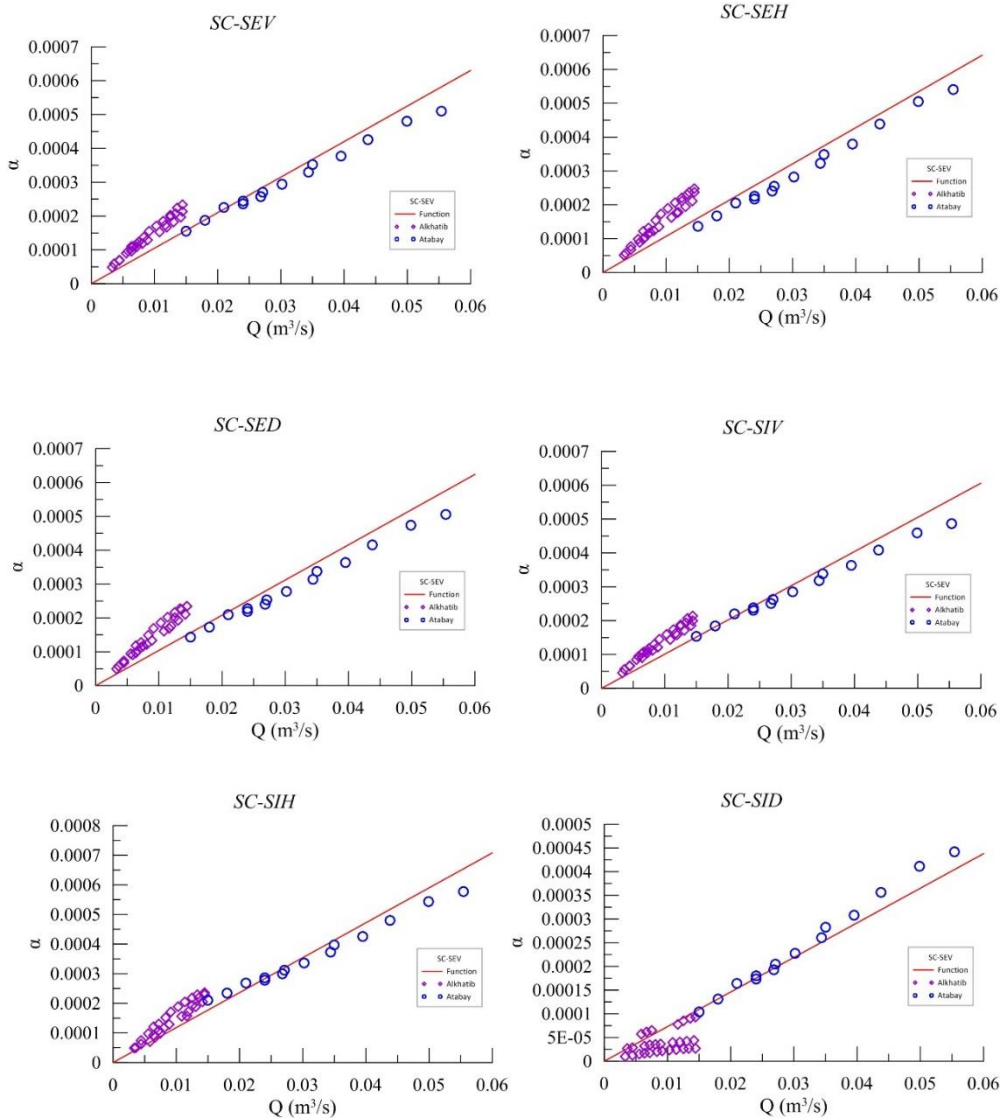 SC-SEV
0.0007
0.0006
0.0005
0.0004
0.0003
0.0002
0.0001
0
α
SC-SEV
Function
Alkhatib
Atabay
0 0.01 0.02 0.03 0.04 0.05 0.06
Q (m³/s)
SC-SEH
0.0007
0.0006
0.0005
0.0004
0.0003
0.0002
0.0001
0
α
SC-SEV
Function
Alkhatib
Atabay
0 0.01 0.02 0.03 0.04 0.05 0.06
Q (m³/s)
SC-SED
0.0007
0.0006
0.0005
0.0004
0.0003
0.0002
0.0001
0
α
SC-SEV
Function
Alkhatib
Atabay
0 0.01 0.02 0.03 0.04 0.05 0.06
Q (m³/s)
SC-SIV
0.0007
0.0006
0.0005
0.0004
0.0003
0.0002
0.0001
0
α
SC-SEV
Function
Alkhatib
Atabay
0 0.01 0.02 0.03 0.04 0.05 0.06
Q (m³/s)
SC-SIH
0.0008
0.0007
0.0006
0.0005
0.0004
0.0003
0.0002
0.0001
0
α
SC-SEV
Function
Alkhatib
Atabay
0 0.01 0.02 0.03 0.04 0.05 0.06
Q (m³/s)
SC-SID
0.0005
0.00045
0.0004
0.00035
0.0003
0.00025
0.0002
0.00015
0.0001
5E-05
0
α
SC-SEV
Function
Alkhatib
Atabay
0 0.01 0.02 0.03 0.04 0.05 0.06
Q (m³/s)